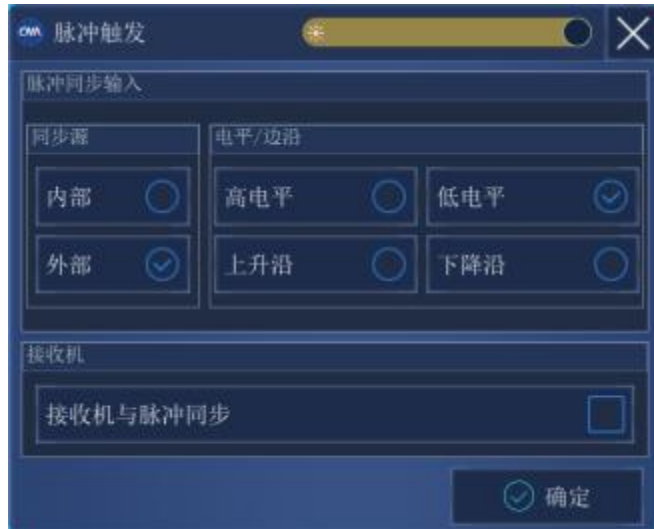 脉冲触发
脉冲同步输入
同步源
电平/边沿
内部
高电平
低电平
外部
上升沿
下降沿
接收机
接收机与脉冲同步
确定